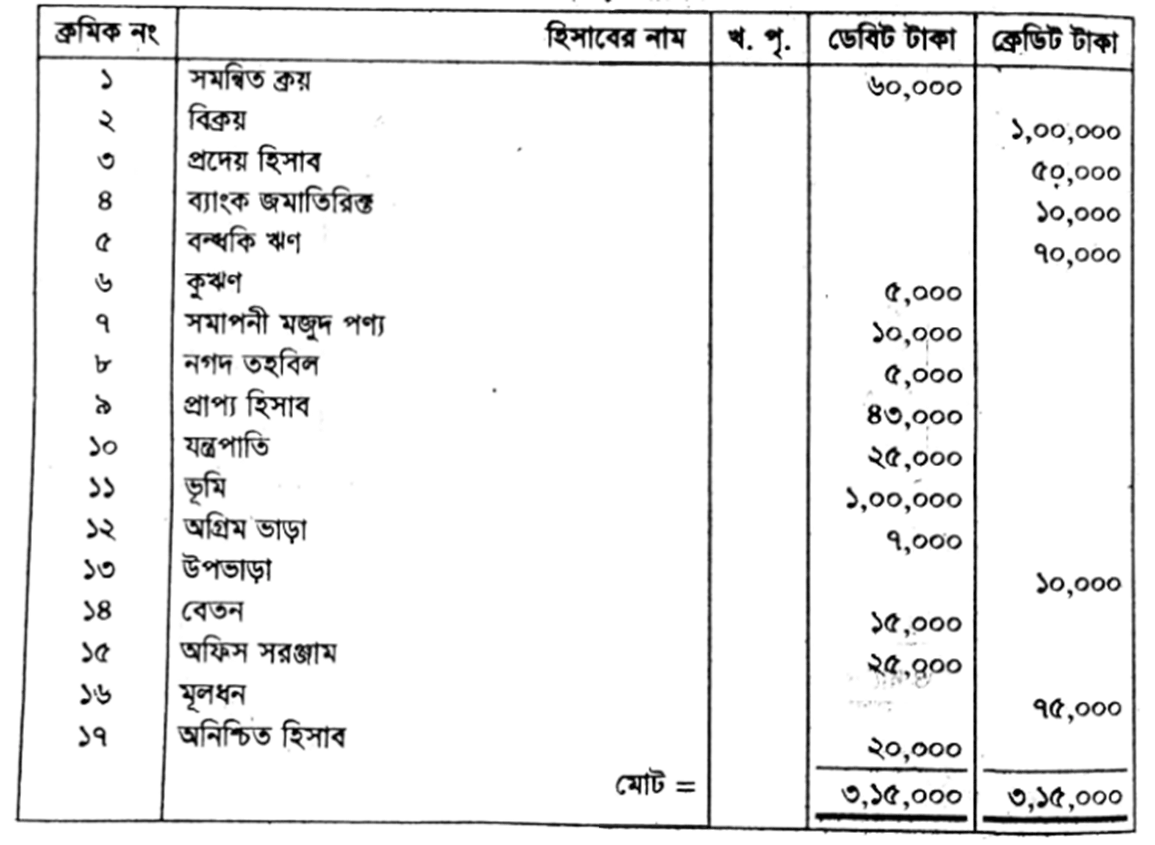 ক্রমিক নং হিসাবের নাম খ. পৃ. ডেবিট টাকা ক্রেডিট টাকা
১ সমন্বিত ক্রয় ৬০,০০০
২ বিক্রয় ১,০০,০০০
৩ প্রদেয় হিসাব ৫০,০০০
৪ ব্যাংক জমাতিরিক্ত ১০,০০০
৫ বন্ধকি ঋণ ৭০,০০০
৬ কুঋণ ৫,০০০
৭ সমাপনী মজুদ পণ্য ১০,০০০
৮ নগদ তহবিল ৫,০০০
৯ প্রাপ্য হিসাব ৪৩,০০০
১০ যন্ত্রপাতি ২৫,০০০
১১ ভূমি ১,০০,০০০
১২ অগ্রিম ভাড়া ৭,০০০
১৩ উপভাড়া ১০,০০০
১৪ বেতন ১৫,০০০
১৫ অফিস সরঞ্জাম ২৫,০০০
১৬ মূলধন ৭৫,০০০
১৭ অনিশ্চিত হিসাব ২০,০০০
মোট = ৩,১৫,০০০ ৩,১৫,০০০